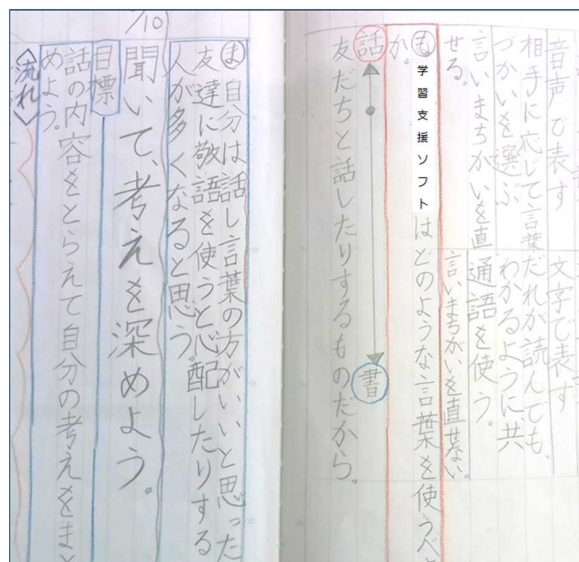 音声で表す
相手に応じて言葉
づかいを選ぶ
言いまちがいを直
せる。
文字で表す
だれが読んでも、
わかるように共
通語を使う。
言いまちがいを直せない。
も 学習支援ソフトはどのような言葉を使うべ
か。
話 書
友だちと話したりするものだから。
ま 自分は話し言葉の方がいいと思った
友達に敬語を使うと心配したりする
人が多くなると思う。
/10
聞いて、考えを深めよう。
目標
話の内容をとらえて自分の考えをまと
めよう。
〈流れ〉